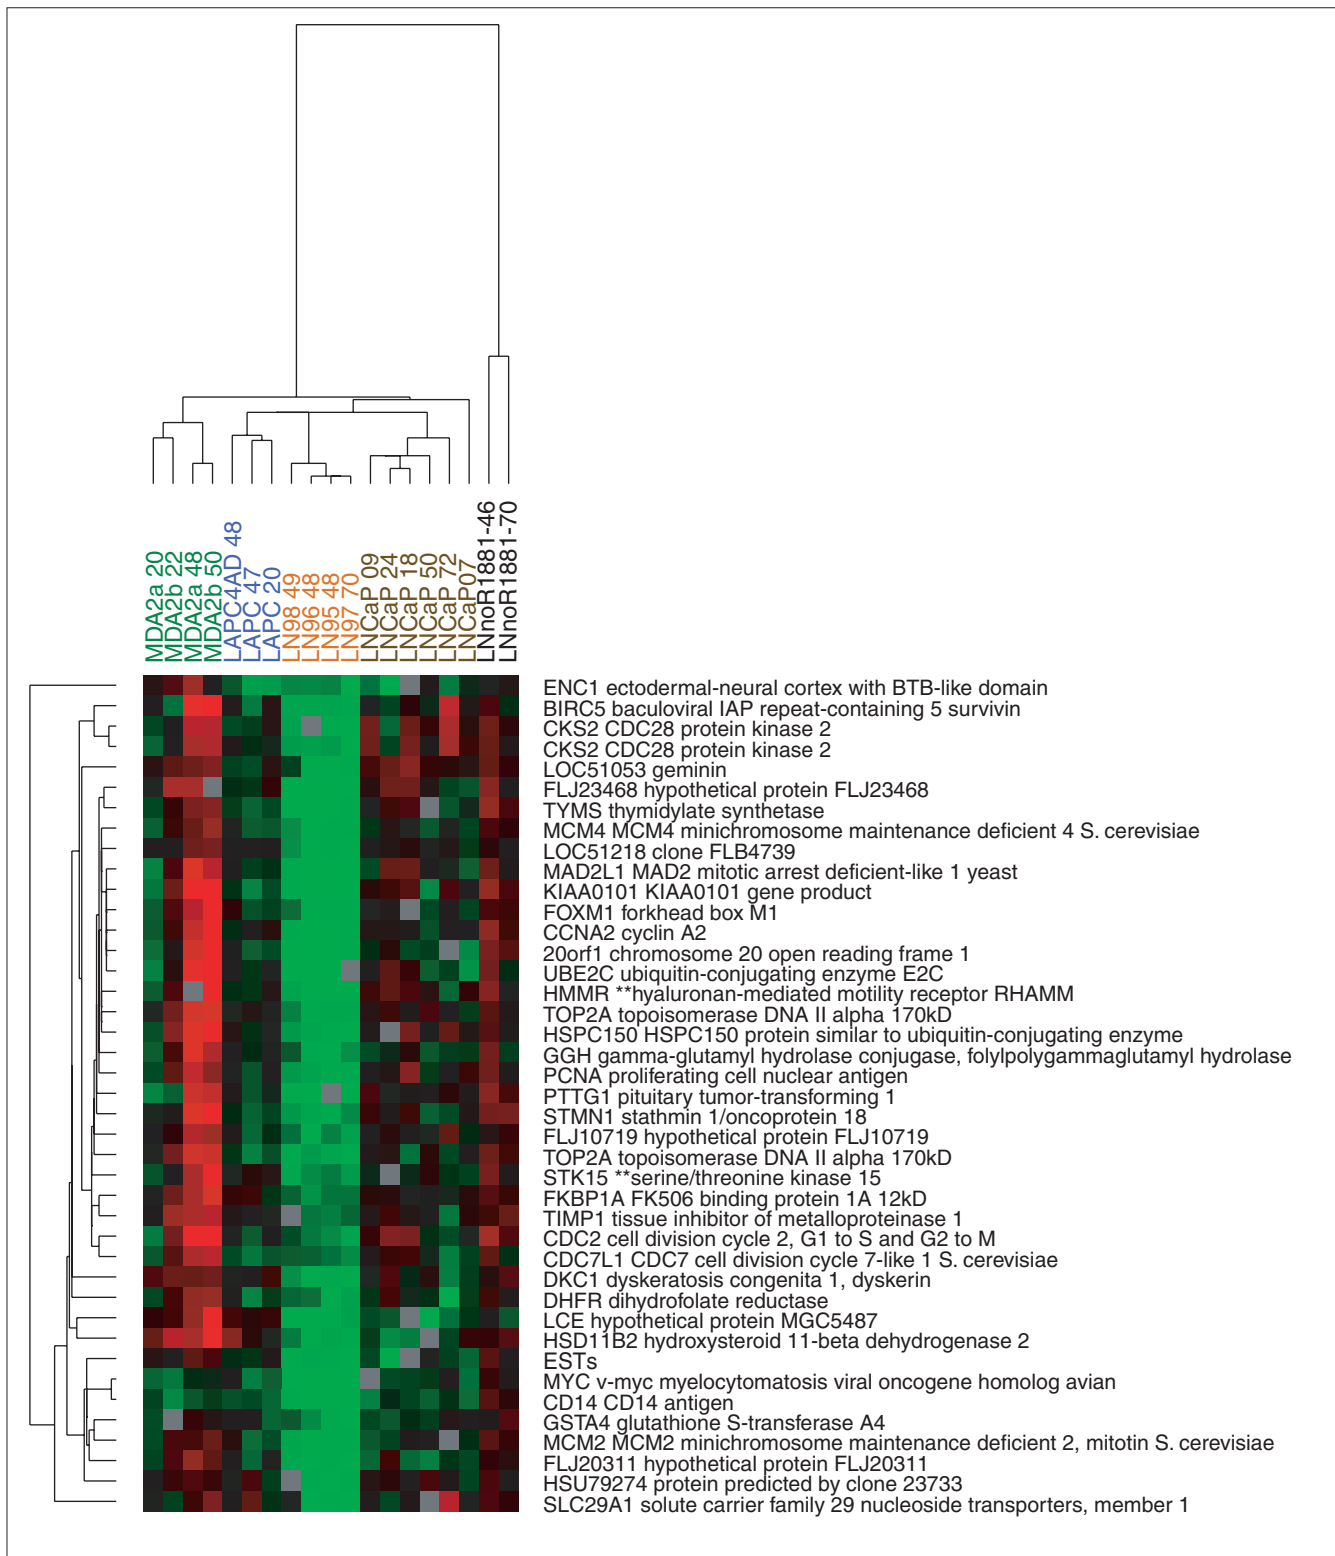 MDA2a 20
MDA2b 22
MDA2a 48
MDA2b 50
LAPC4AD 48
LAPC 47
LAPC 20
LN98 49
LN96 48
LN95 48
LN97 70
LNCaP 09
LNCaP 24
LNCaP 18
LNCaP 50
LNCaP 72
LNCaP07
LNnoR1881-46
LNnoR1881-70
ENC1 ectodermal-neural cortex with BTB-like domain
BIRC5 baculoviral IAP repeat-containing 5 survivin
CKS2 CDC28 protein kinase 2
CKS2 CDC28 protein kinase 2
LOC51053 geminin
FLJ23468 hypothetical protein FLJ23468
TYMS thymidylate synthetase
MCM4 MCM4 minichromosome maintenance deficient 4 S. cerevisiae
LOC51218 clone FLB4739
MAD2L1 MAD2 mitotic arrest deficient-like 1 yeast
KIAA0101 KIAA0101 gene product
FOXM1 forkhead box M1
CCNA2 cyclin A2
20orf1 chromosome 20 open reading frame 1
UBE2C ubiquitin-conjugating enzyme E2C
HMMR **hyaluronan-mediated motility receptor RHAMM
TOP2A topoisomerase DNA II alpha 170kD
HSPC150 HSPC150 protein similar to ubiquitin-conjugating enzyme
GGH gamma-glutamyl hydrolase conjugase, folylpolygammaglutamyl hydrolase
PCNA proliferating cell nuclear antigen
PTTG1 pituitary tumor-transforming 1
STMN1 stathmin 1/oncoprotein 18
FLJ10719 hypothetical protein FLJ10719
TOP2A topoisomerase DNA II alpha 170kD
STK15 **serine/threonine kinase 15
FKBP1A FK506 binding protein 1A 12kD
TIMP1 tissue inhibitor of metalloproteinase 1
CDC2 cell division cycle 2, G1 to S and G2 to M
CDC7L1 CDC7 cell division cycle 7-like 1 S. cerevisiae
DKC1 dyskeratosis congenita 1, dyskerin
DHFR dihydrofolate reductase
LCE hypothetical protein MGC5487
HSD11B2 hydroxysteroid 11-beta dehydrogenase 2
ESTs
MYC v-myc myelocytomatosis viral oncogene homolog avian
CD14 CD14 antigen
GSTA4 glutathione S-transferase A4
MCM2 MCM2 minichromosome maintenance deficient 2, mitotin S. cerevisiae
FLJ20311 hypothetical protein FLJ20311
HSU79274 protein predicted by clone 23733
SLC29A1 solute carrier family 29 nucleoside transporters, member 1